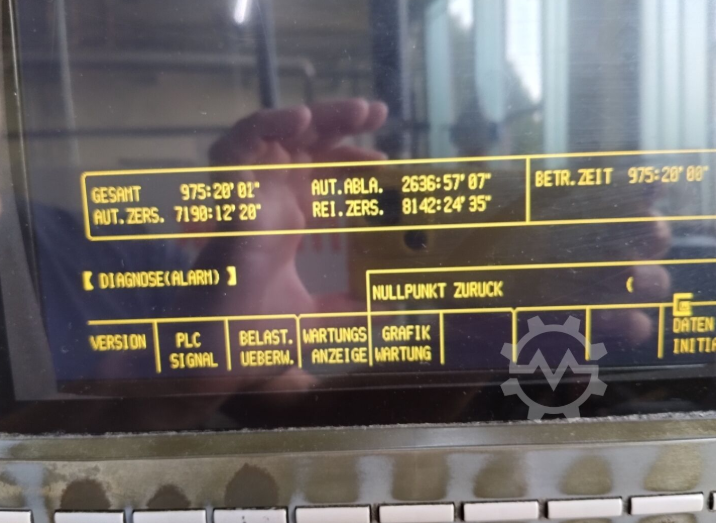 GESAMT 975:20'01" AUT.ABLA. 2636:57'07" BETR.ZEIT 975:20'00"
AUT.ZERS. 7190:12'20" REI.ZERS. 8142:24'35"
【 DIAGNOSE(ALARM) 】
NULLPUNKT ZURUCK (
VERSION PLC SIGNAL BELAST. UEBERW. WARTUNGS ANZEIGE GRAFIK WARTUNG DATEN INITIA